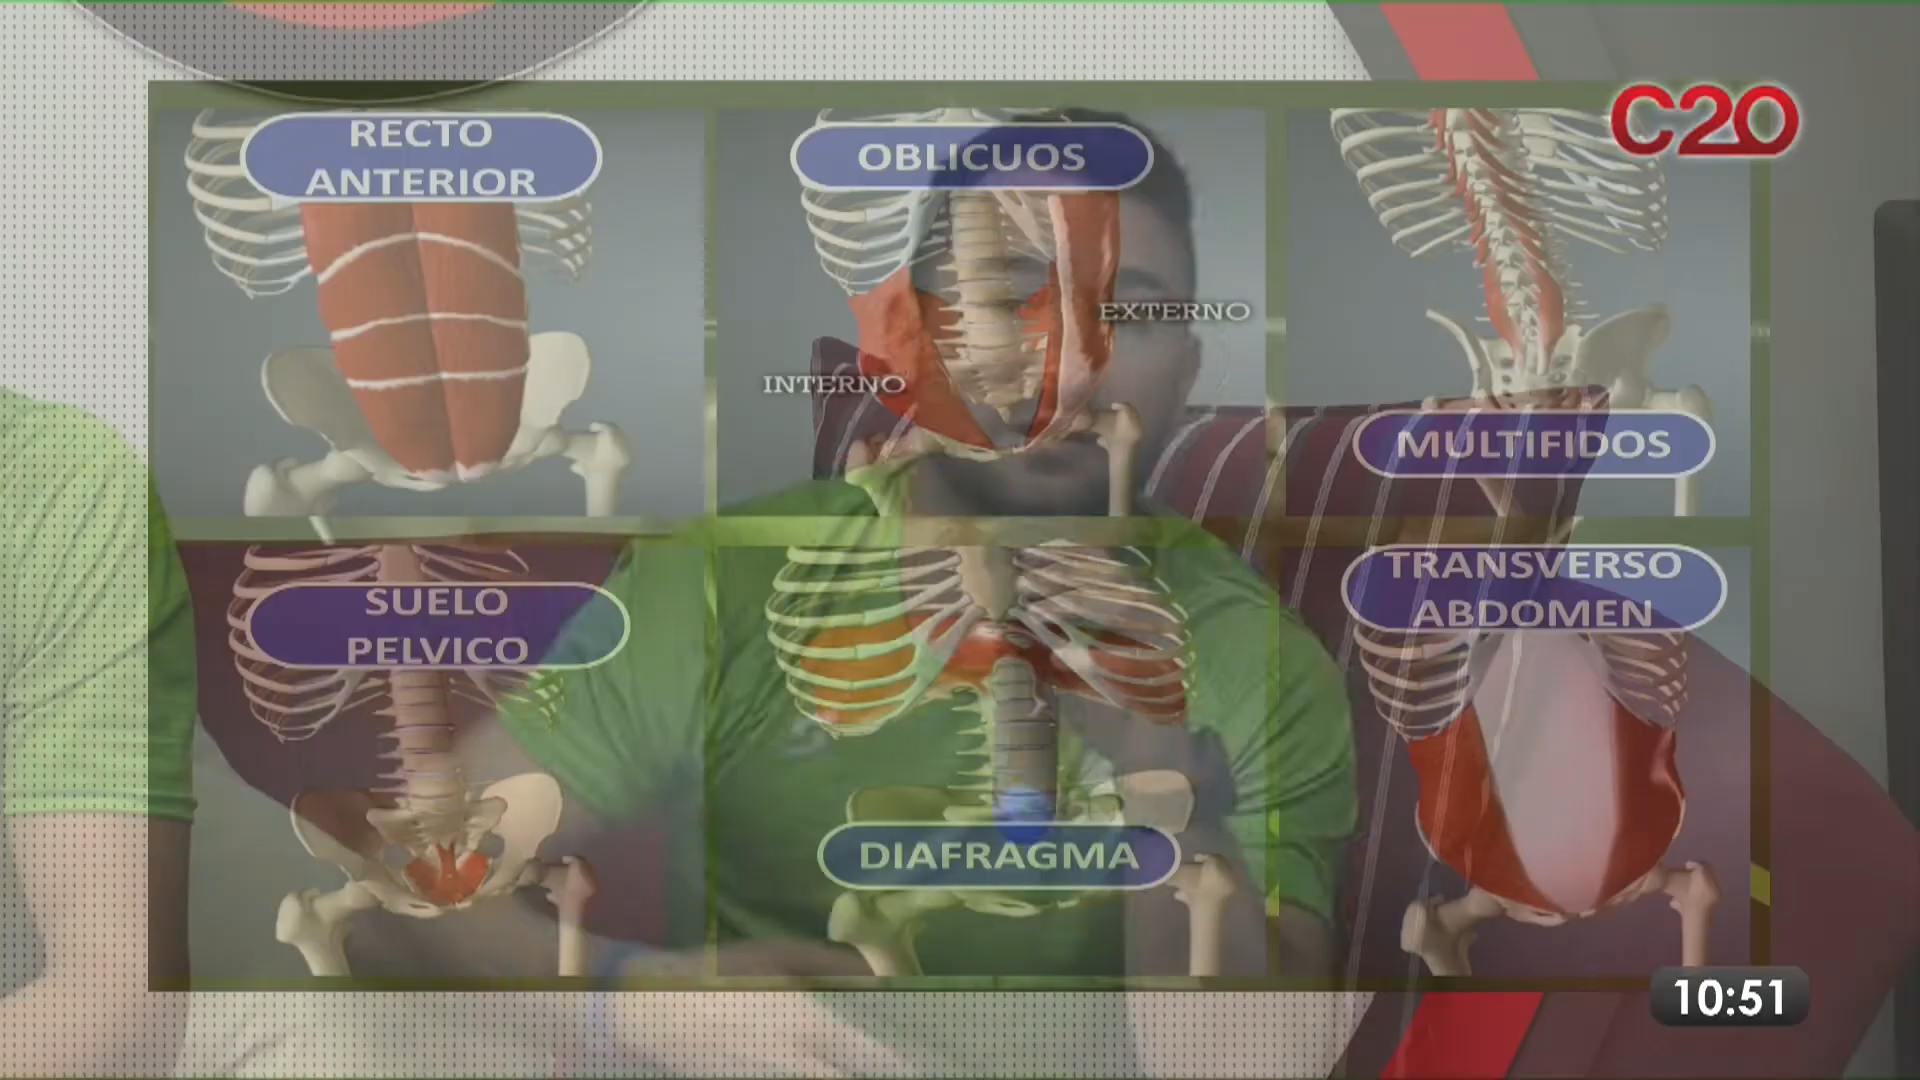 C20
RECTO
ANTERIOR
OBLICUOS
EXTERNO
INTERNO
MULTIFIDOS
SUELO
PELVICO
DIAFRAGMA
TRANSVERSO
ABDOMEN
10:51